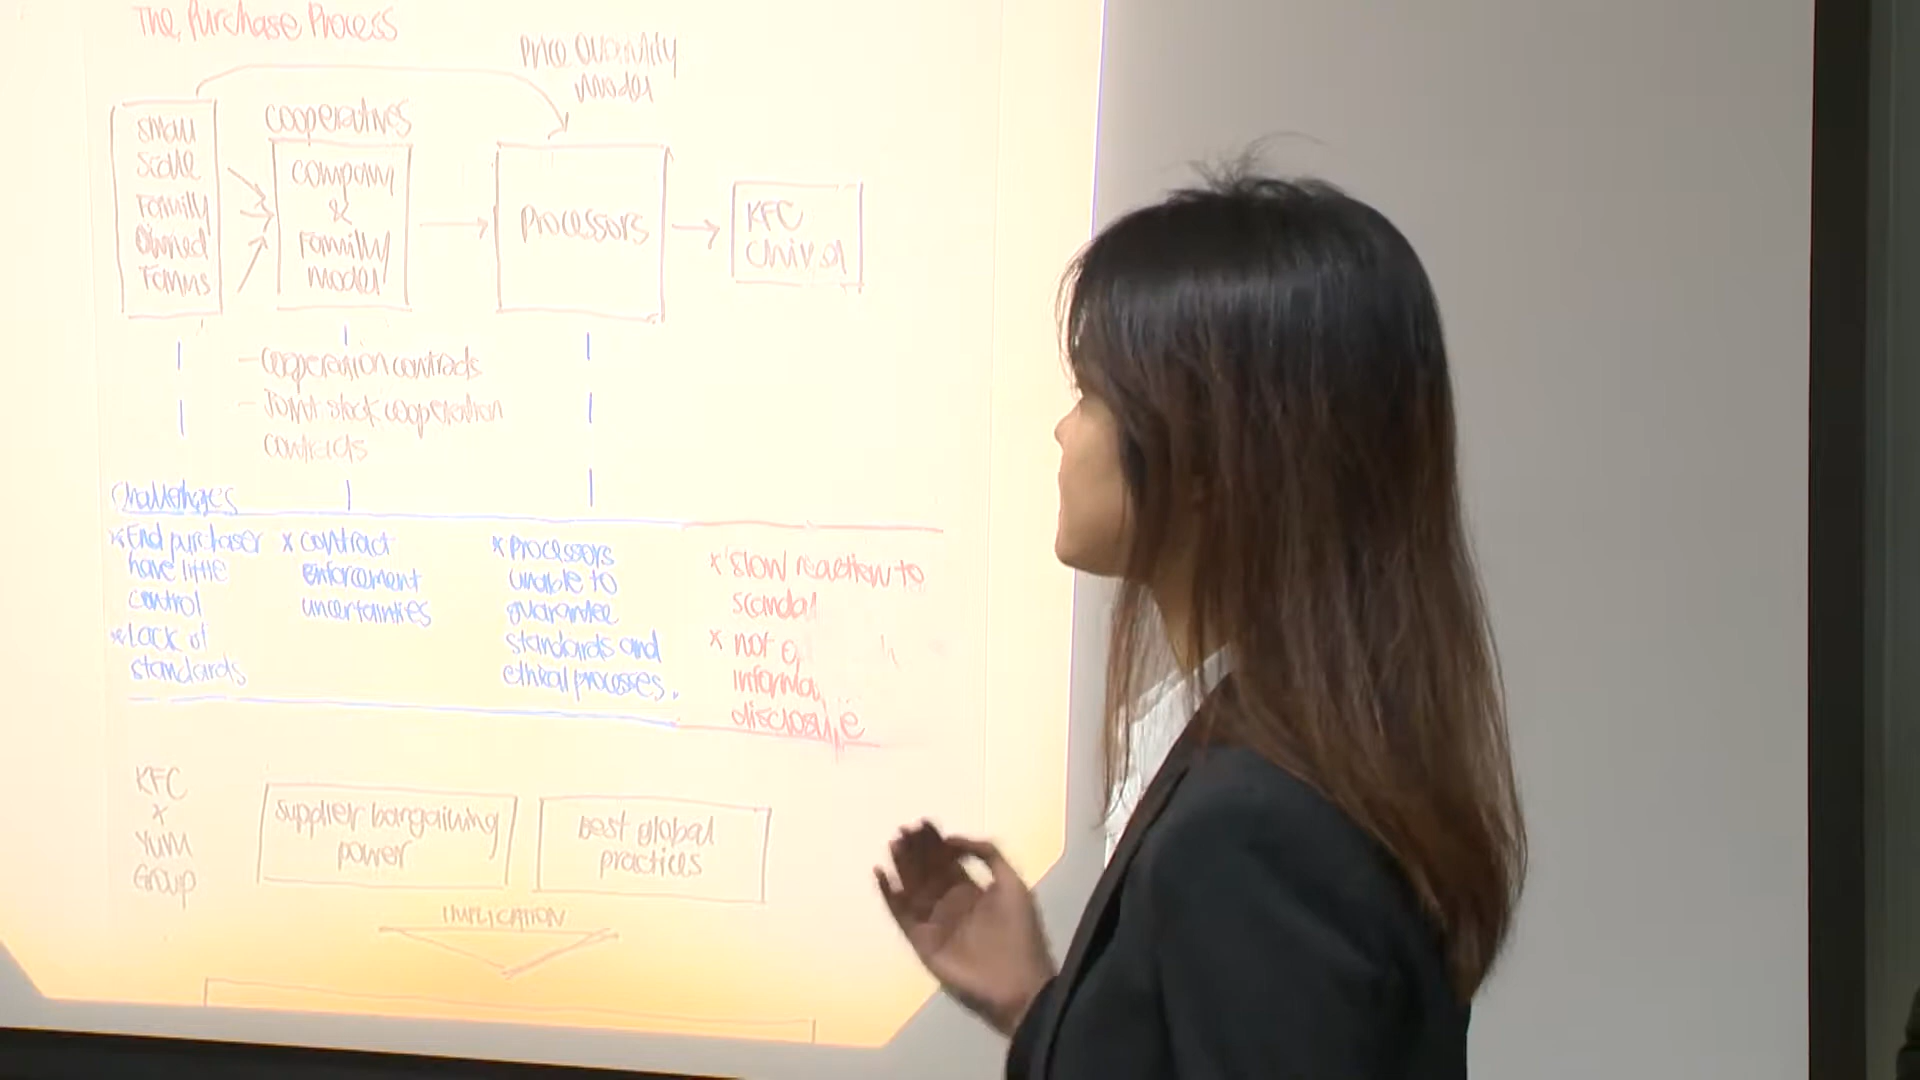 The Purchase Process
Price Quantity
Model
small
scale
Family
Owned
Farms
cooperatives
company
&
Family
model
processors
KFC
China
- cooperation contracts
- Joint stock cooperation
contracts
Challenges
x End purchaser
have little
control
x Lack of
standards
x contract
enforcement
uncertainties
x processors
unable to
guarantee
standards and
ethical processes.
x slow reaction to
scandal
x not
disclosure
KFC
x
YUM
Group
supplier bargaining
power
Best global
practices
IMPLICATION